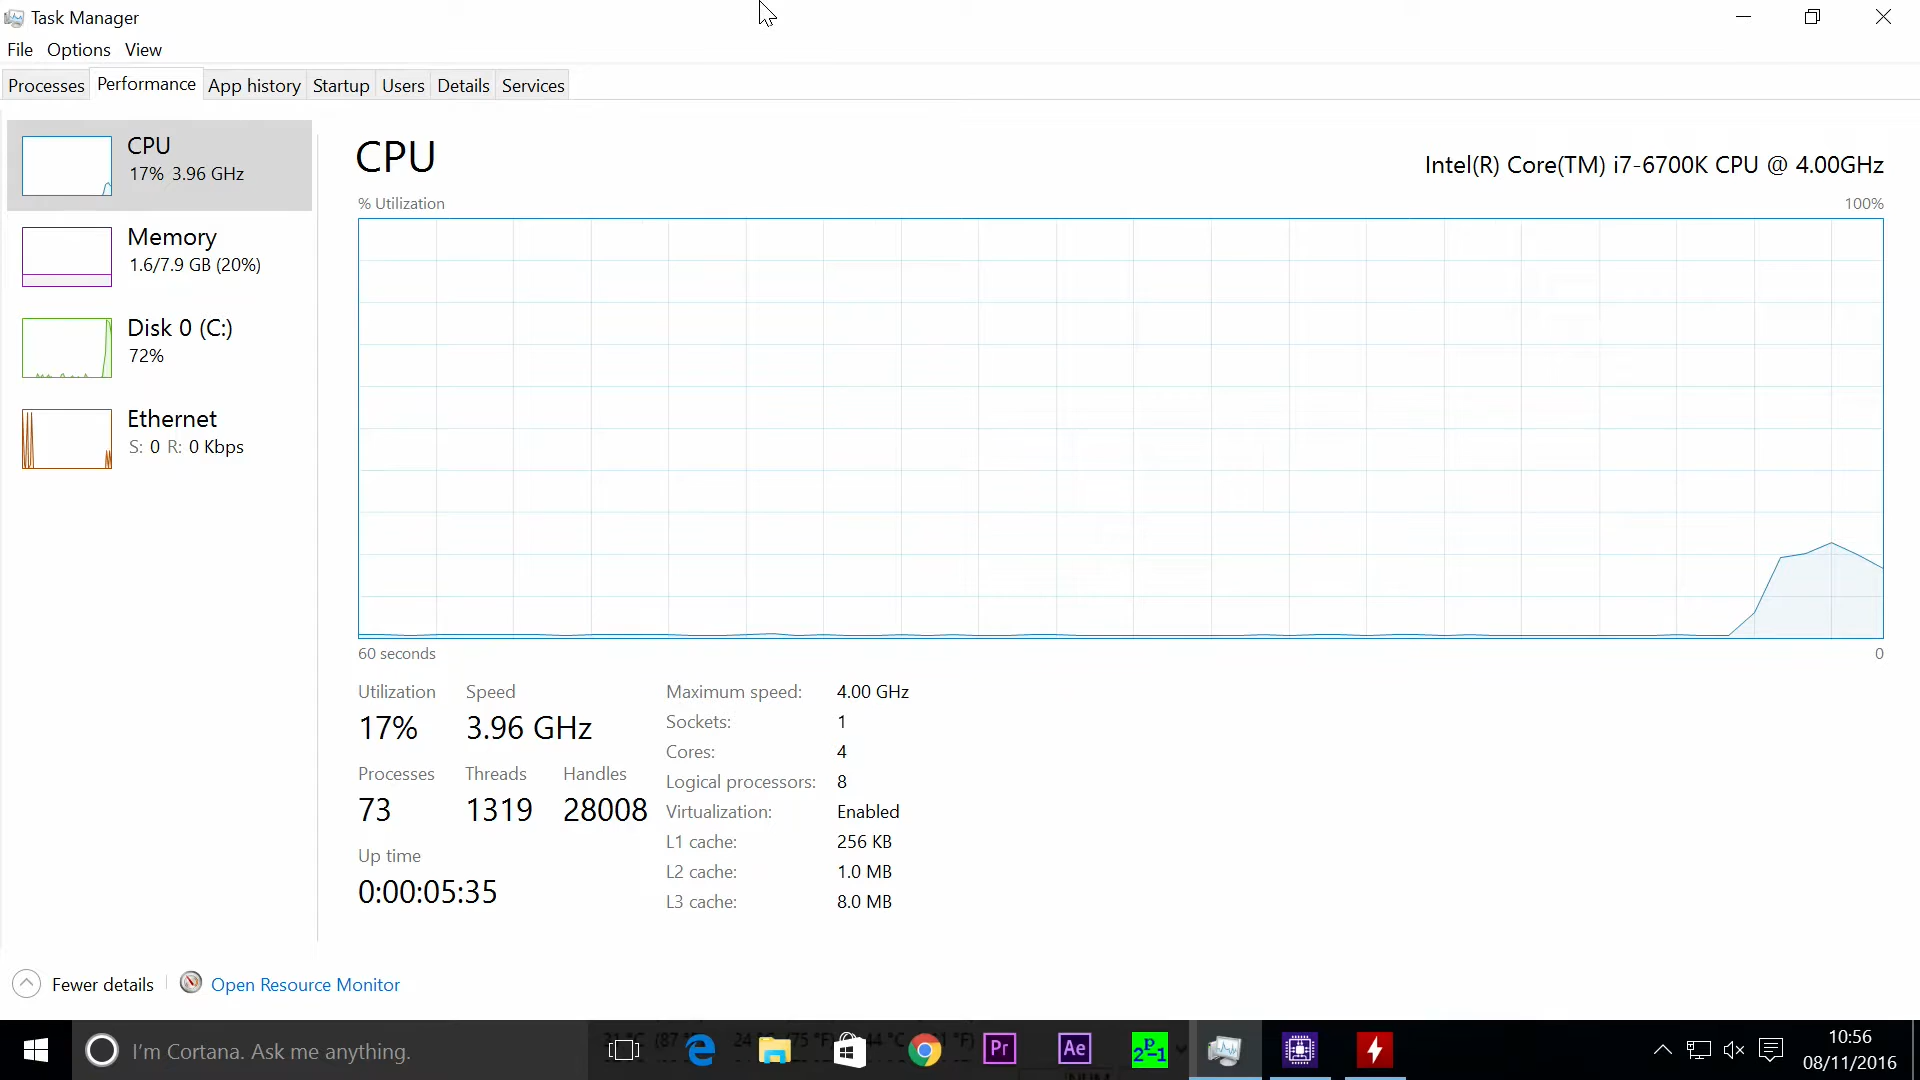 Task Manager
File Options View
Processes Performance App history Startup Users Details Services
CPU
17% 3.96 GHz
Memory
1.6/7.9 GB (20%)
Disk 0 (C:)
72%
Ethernet
S: 0 R: 0 Kbps
CPU
Intel(R) Core(TM) i7-6700K CPU @ 4.00GHz
% Utilization 100%
60 seconds 0
Utilization Speed
17% 3.96 GHz
Processes Threads Handles
73 1319 28008
Up time
0:00:05:35
Maximum speed: 4.00 GHz
Sockets: 1
Cores: 4
Logical processors: 8
Virtualization: Enabled
L1 cache: 256 KB
L2 cache: 1.0 MB
L3 cache: 8.0 MB
Fewer details Open Resource Monitor
I'm Cortana. Ask me anything.
Pr Ae 2P-1
10:56
08/11/2016